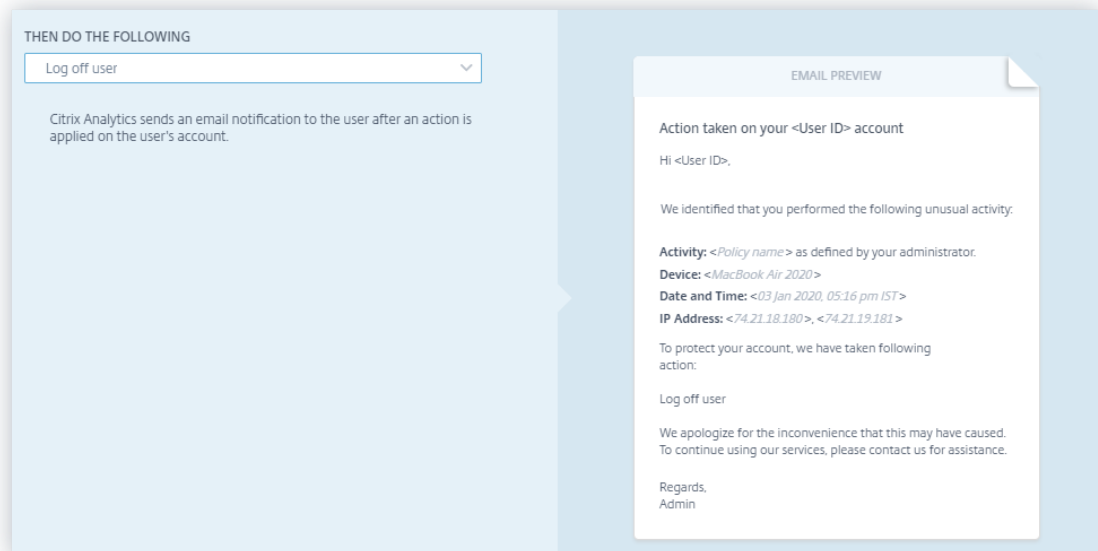 THEN DO THE FOLLOWING
Log off user
Citrix Analytics sends an email notification to the user after an action is
applied on the user's account.
EMAIL PREVIEW
Action taken on your <User ID> account
Hi <User ID>,
We identified that you performed the following unusual activity:
Activity: <Policy name> as defined by your administrator.
Device: <MacBook Air 2020>
Date and Time: <03 Jan 2020, 05:16 pm IST>
IP Address: <74.21.18.180>, <74.21.19.181>
To protect your account, we have taken following
action:
Log off user
We apologize for the inconvenience that this may have caused.
To continue using our services, please contact us for assistance.
Regards,
Admin